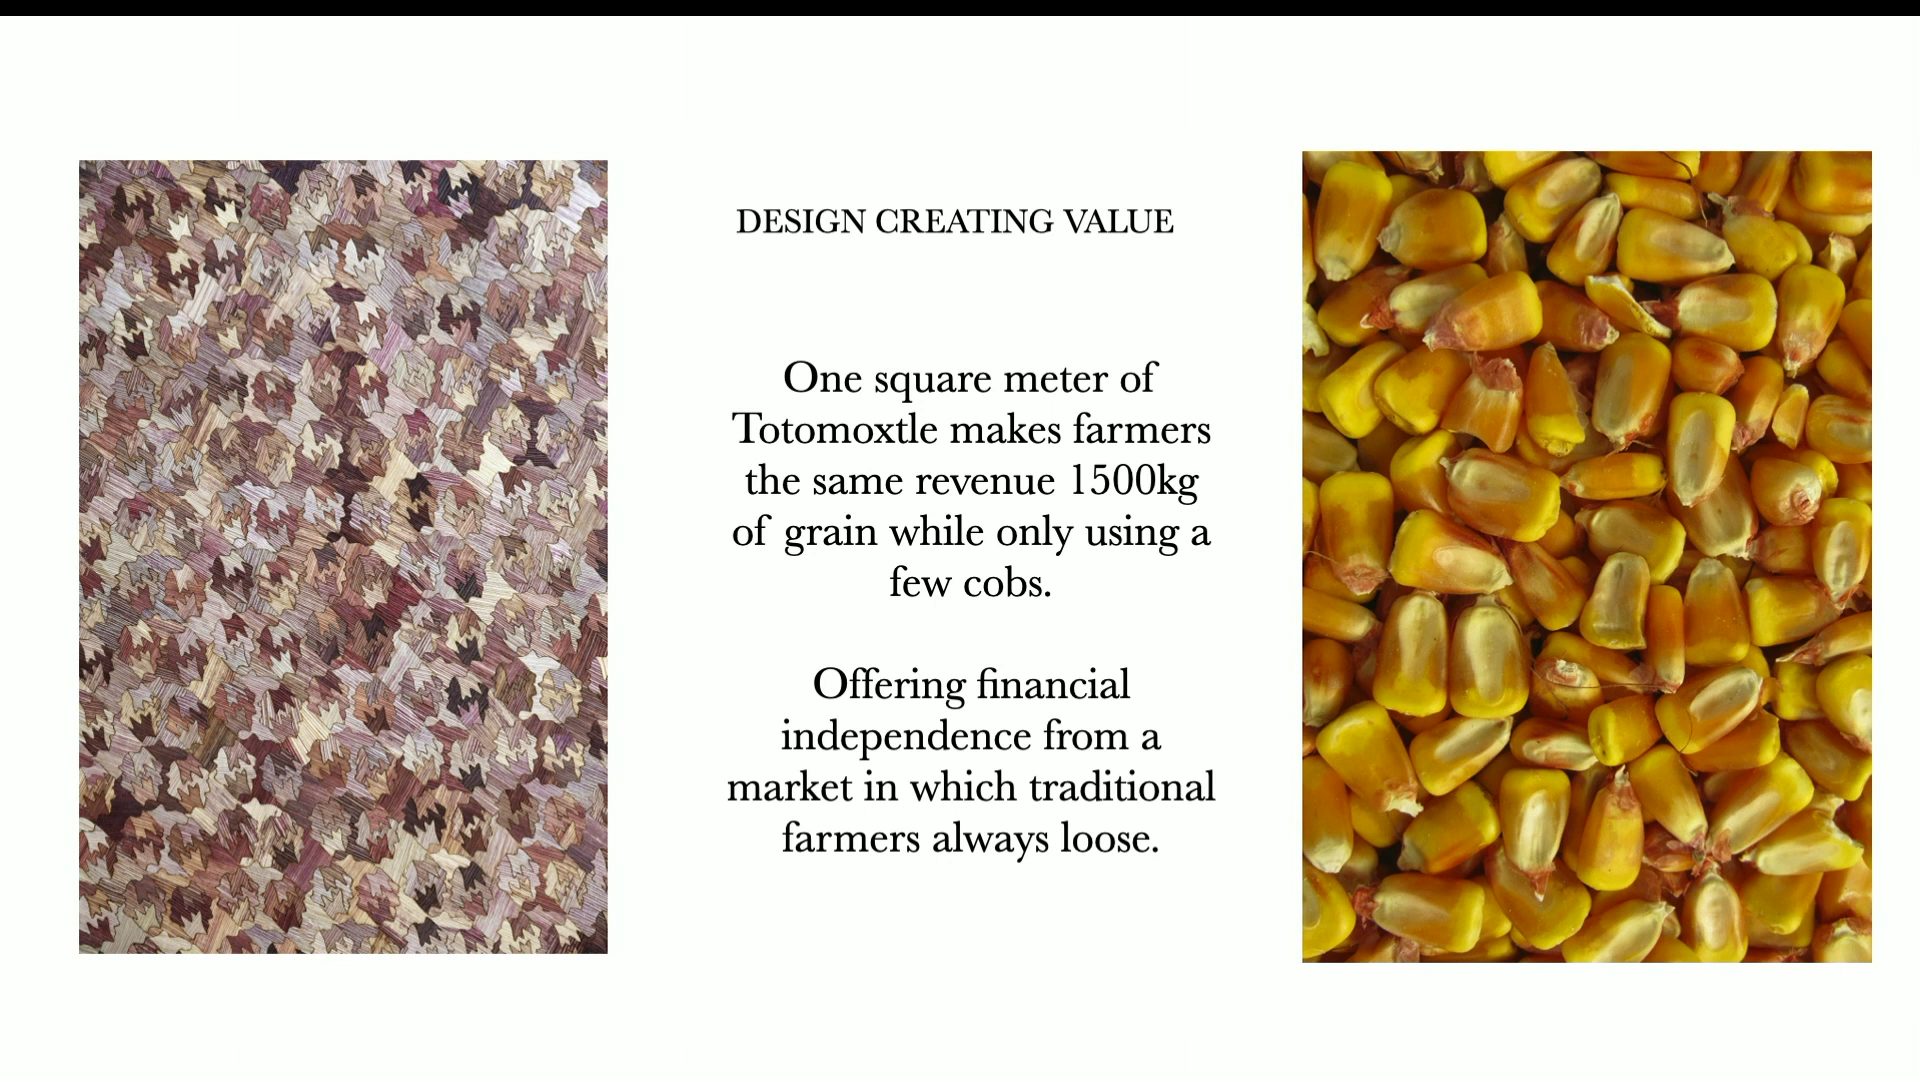 DESIGN CREATING VALUE
One square meter of
Totomoxtle makes farmers
the same revenue 1500kg
of grain while only using a
few cobs.
Offering financial
independence from a
market in which traditional
farmers always loose.